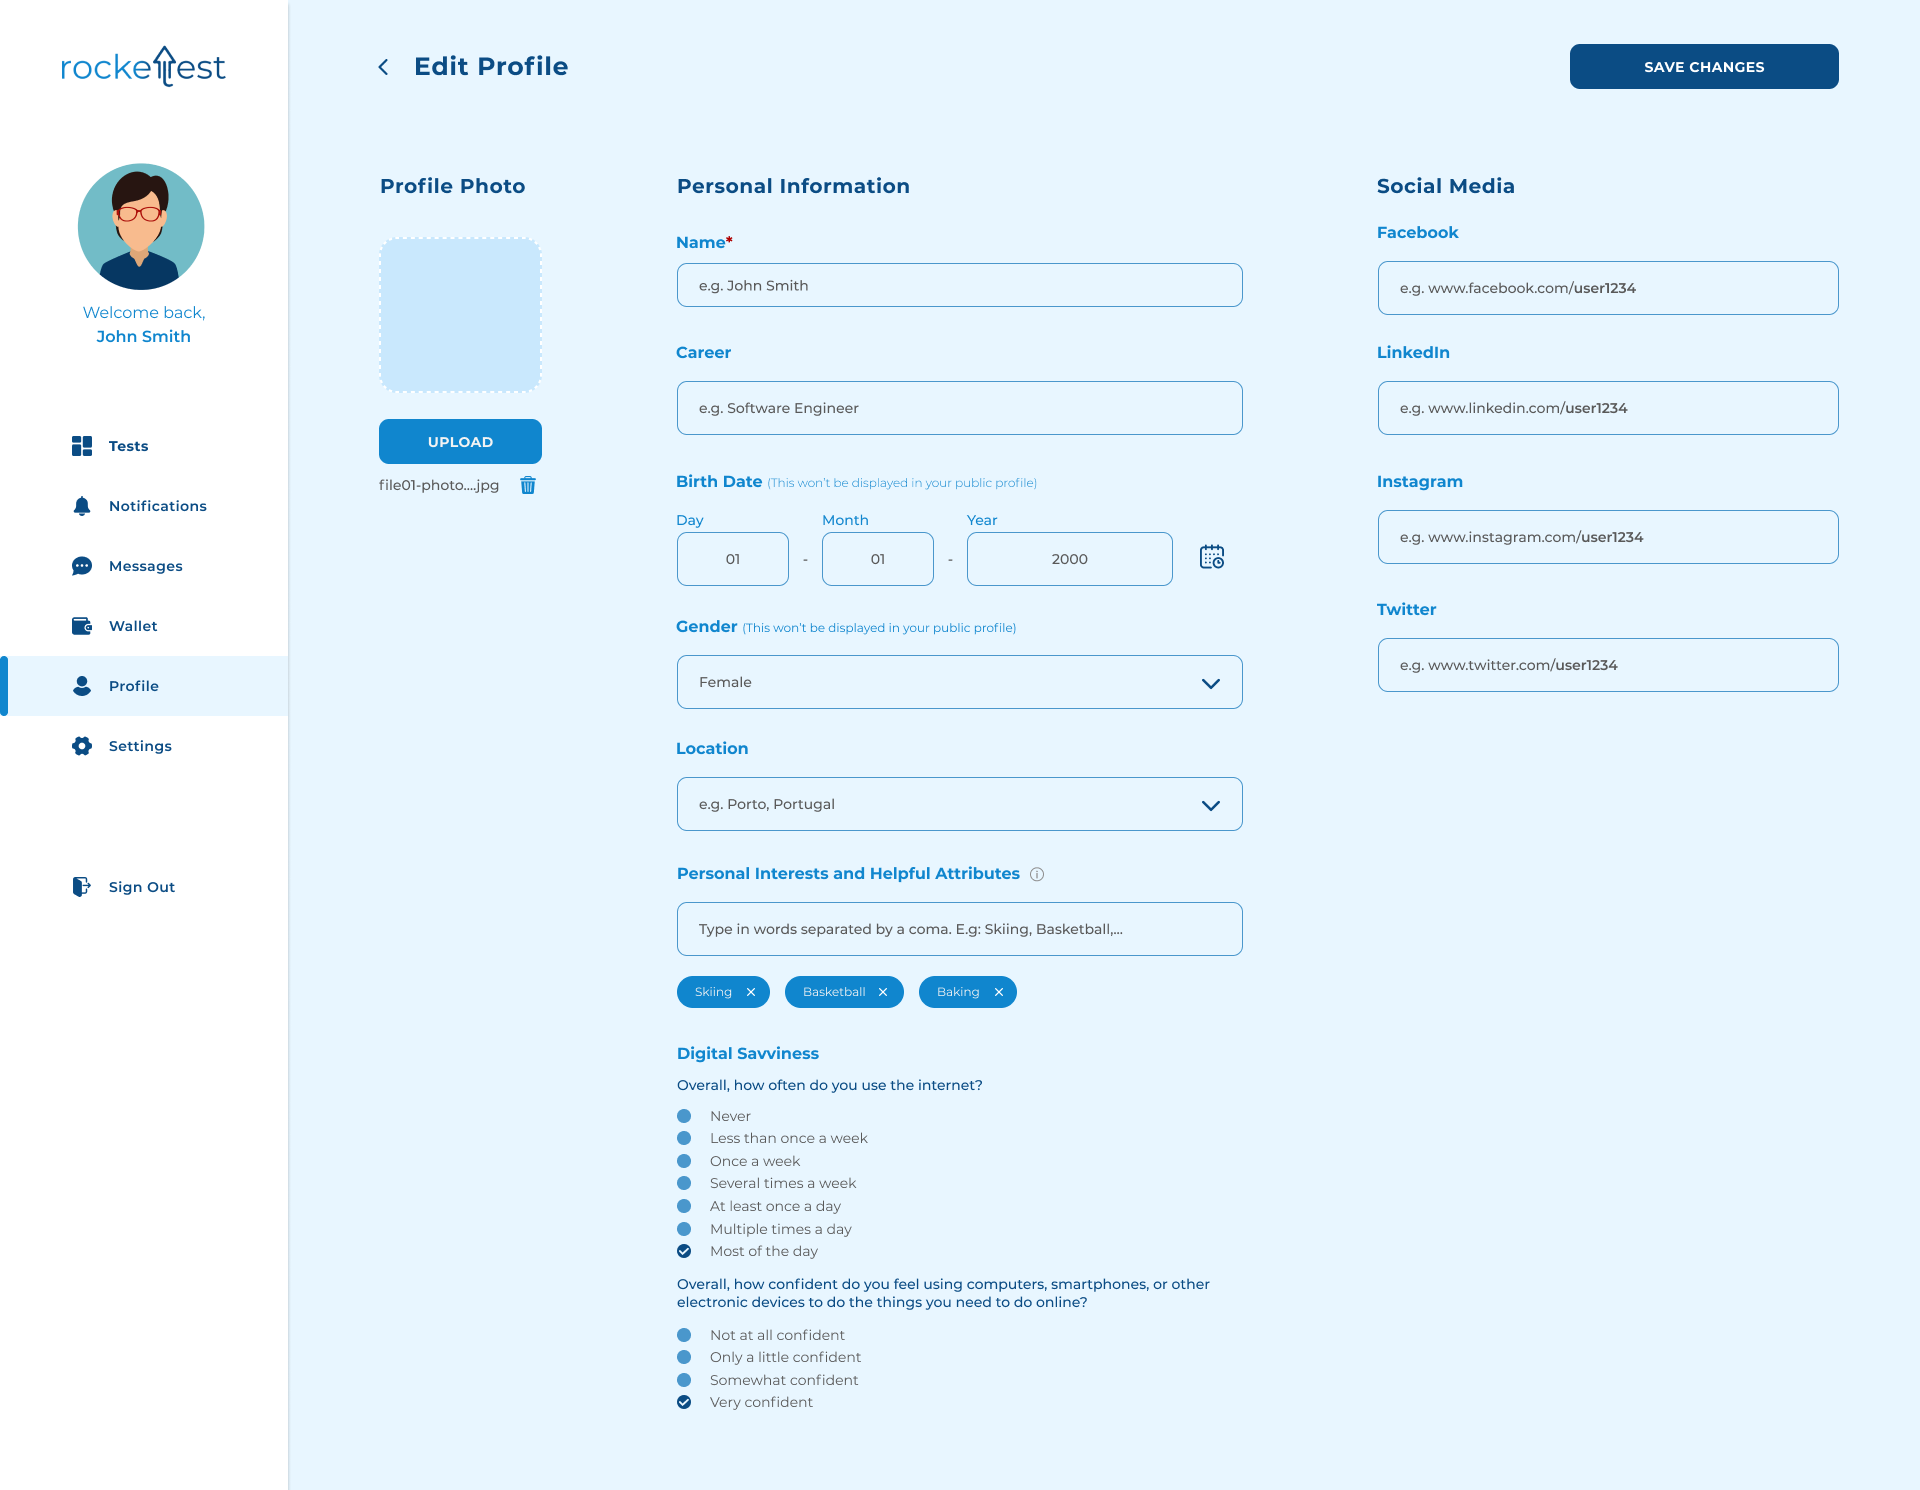 rockettest
Welcome back,
John Smith
Tests
Notifications
Messages
Wallet
Profile
Settings
Sign Out
Edit Profile
SAVE CHANGES
Profile Photo
UPLOAD
file01-photo....jpg
Personal Information
Name*
e.g. John Smith
Career
e.g. Software Engineer
Birth Date (This won't be displayed in your public profile)
Day Month Year
01 - 01 - 2000
Gender (This won't be displayed in your public profile)
Female
Location
e.g. Porto, Portugal
Personal Interests and Helpful Attributes
Type in words separated by a coma. E.g: Skiing, Basketball,...
Skiing Basketball Baking
Digital Savviness
Overall, how often do you use the internet?
Never
Less than once a week
Once a week
Several times a week
At least once a day
Multiple times a day
Most of the day
Overall, how confident do you feel using computers, smartphones, or other
electronic devices to do the things you need to do online?
Not at all confident
Only a little confident
Somewhat confident
Very confident
Social Media
Facebook
e.g. www.facebook.com/user1234
LinkedIn
e.g. www.linkedin.com/user1234
Instagram
e.g. www.instagram.com/user1234
Twitter
e.g. www.twitter.com/user1234